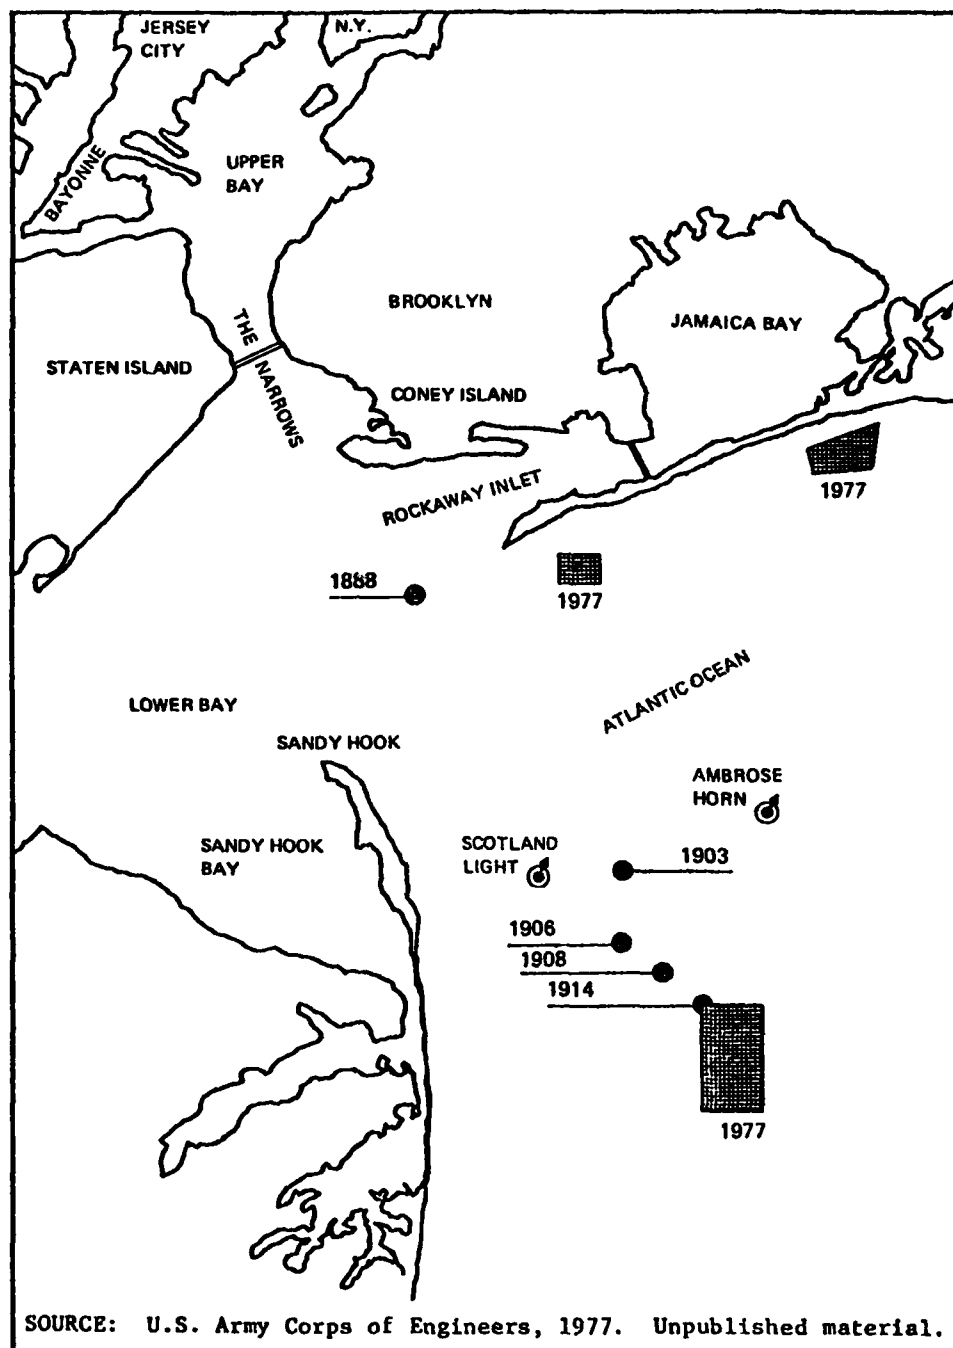 JERSEY
CITY
N.Y.
BAYONNE
UPPER
BAY
BROOKLYN
JAMAICA BAY
THE
NARROWS
STATEN ISLAND
CONEY ISLAND
ROCKAWAY INLET
1977
1888
1977
ATLANTIC OCEAN
LOWER BAY
SANDY HOOK
AMBROSE
HORN
SANDY HOOK
BAY
SCOTLAND
LIGHT
1903
1906
1908
1914
1977
SOURCE: U.S. Army Corps of Engineers, 1977. Unpublished material.